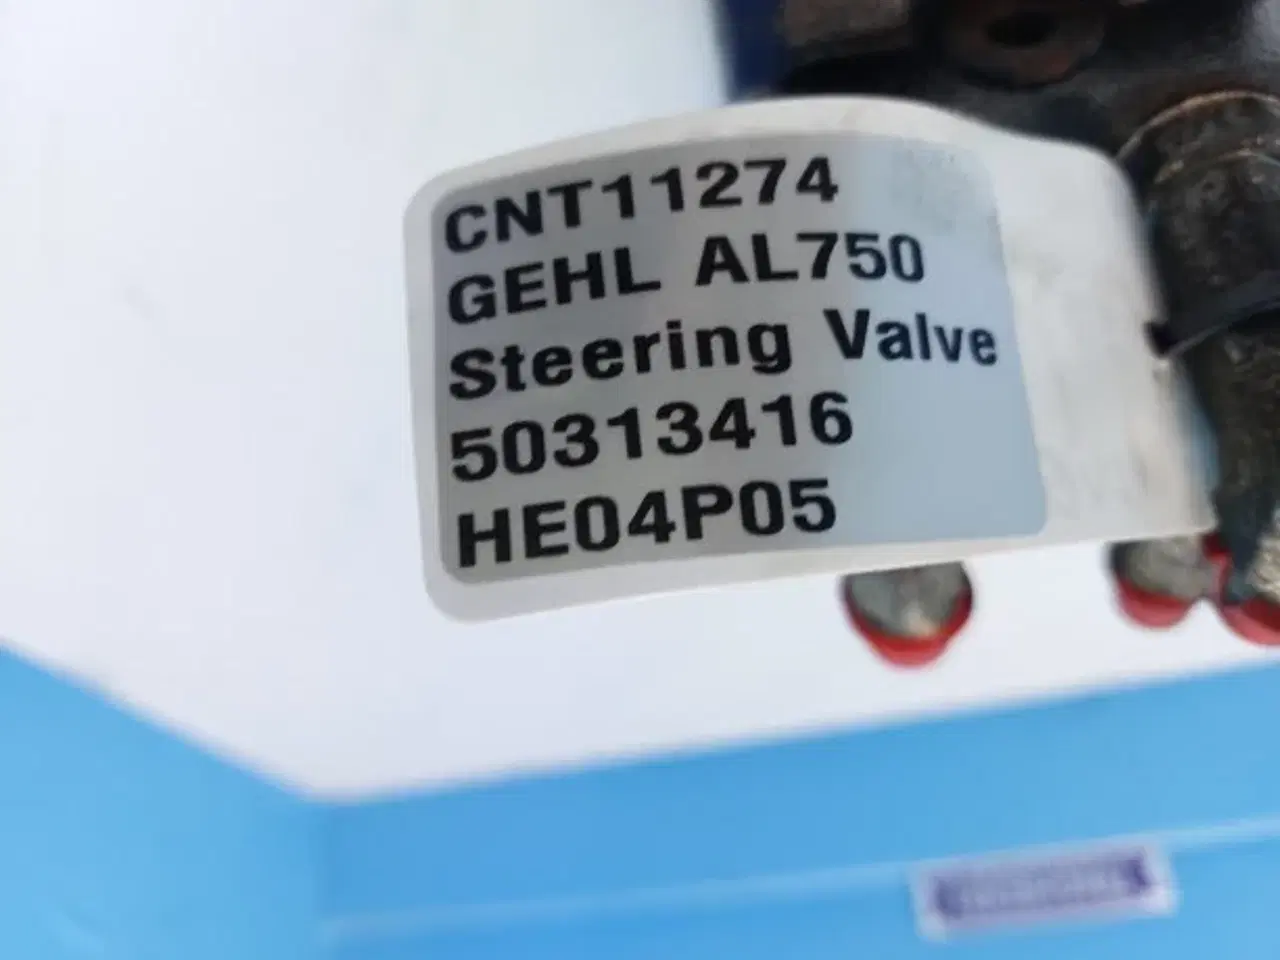 CNT11274
GEHL AL750
Steering Valve
50313416
HE04P05